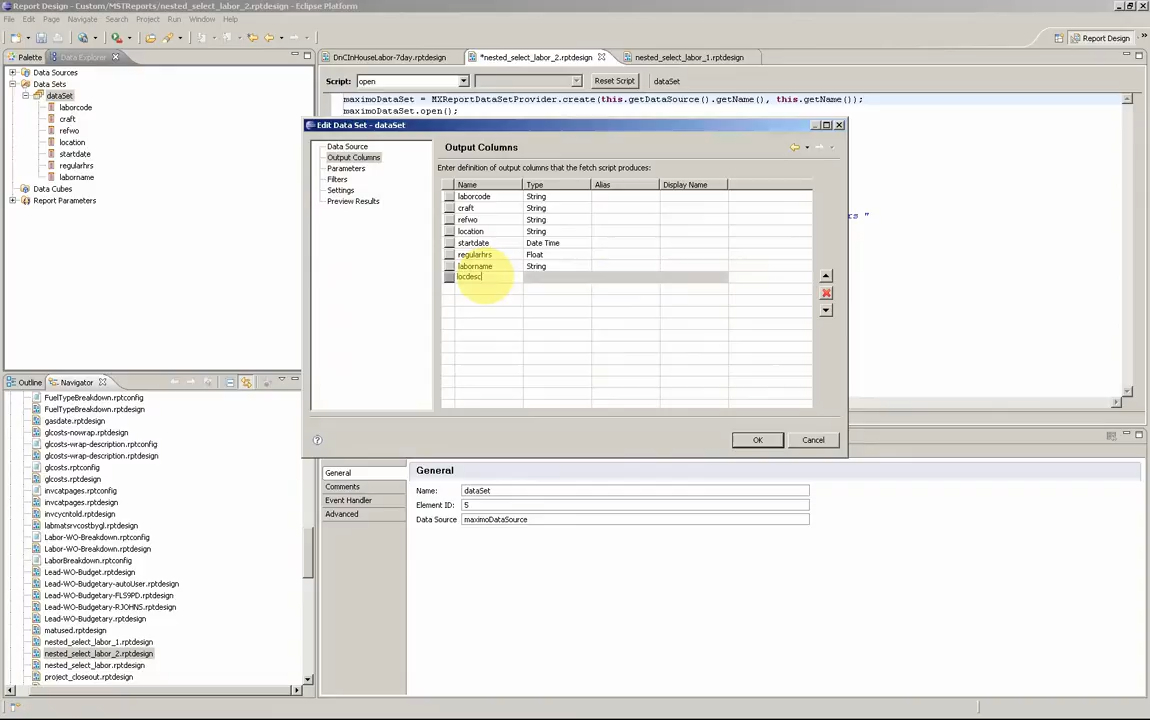 Report Design - Custom/MSTReports/nested_select_labor_2.rptdesign - Eclipse Platform
File Edit Page Navigate Search Project Run Window Help
Report Design
Palette Data Explorer
DnCInHouseLabor-7day.rptdesign *nested_select_labor_2.rptdesign nested_select_labor_1.rptdesign
Data Sources
Data Sets
dataSet
laborcode
craft
refwo
location
startdate
regularhrs
laborname
Data Cubes
Report Parameters
Script: open Reset Script dataSet
maximoDataSet = MXReportDataSetProvider.create(this.getDataSource().getName(), this.getName());
maximoDataSet.open();
rs "
Edit Data Set - dataSet
Data Source
Output Columns
Parameters
Filters
Settings
Preview Results
Output Columns
Enter definition of output columns that the fetch script produces:
Name Type Alias Display Name
laborcode String
craft String
refwo String
location String
startdate Date Time
regularhrs Float
laborname String
locdesc
OK Cancel
Outline Navigator
FuelTypeBreakdown.rptconfig
FuelTypeBreakdown.rptdesign
gasdate.rptdesign
glcosts-nowrap.rptdesign
glcosts-wrap-description.rptconfig
glcosts-wrap-description.rptdesign
glcosts.rptconfig
glcosts.rptdesign
invcatpages.rptconfig
invcatpages.rptdesign
invcycntold.rptdesign
labmatsrvcostbygl.rptdesign
Labor-WO-Breakdown.rptconfig
Labor-WO-Breakdown.rptdesign
LaborBreakdown.rptconfig
Lead-WO-Budget.rptdesign
Lead-WO-Budgetary-autoUser.rptdesign
Lead-WO-Budgetary-FLS9PD.rptdesign
Lead-WO-Budgetary-RJOHNS.rptdesign
Lead-WO-Budgetary.rptdesign
matused.rptdesign
nested_select_labor_1.rptdesign
nested_select_labor_2.rptdesign
nested_select_labor.rptdesign
project_closeout.rptdesign
General
Comments
Event Handler
Advanced
General
Name: dataSet
Element ID: 5
Data Source maximoDataSource